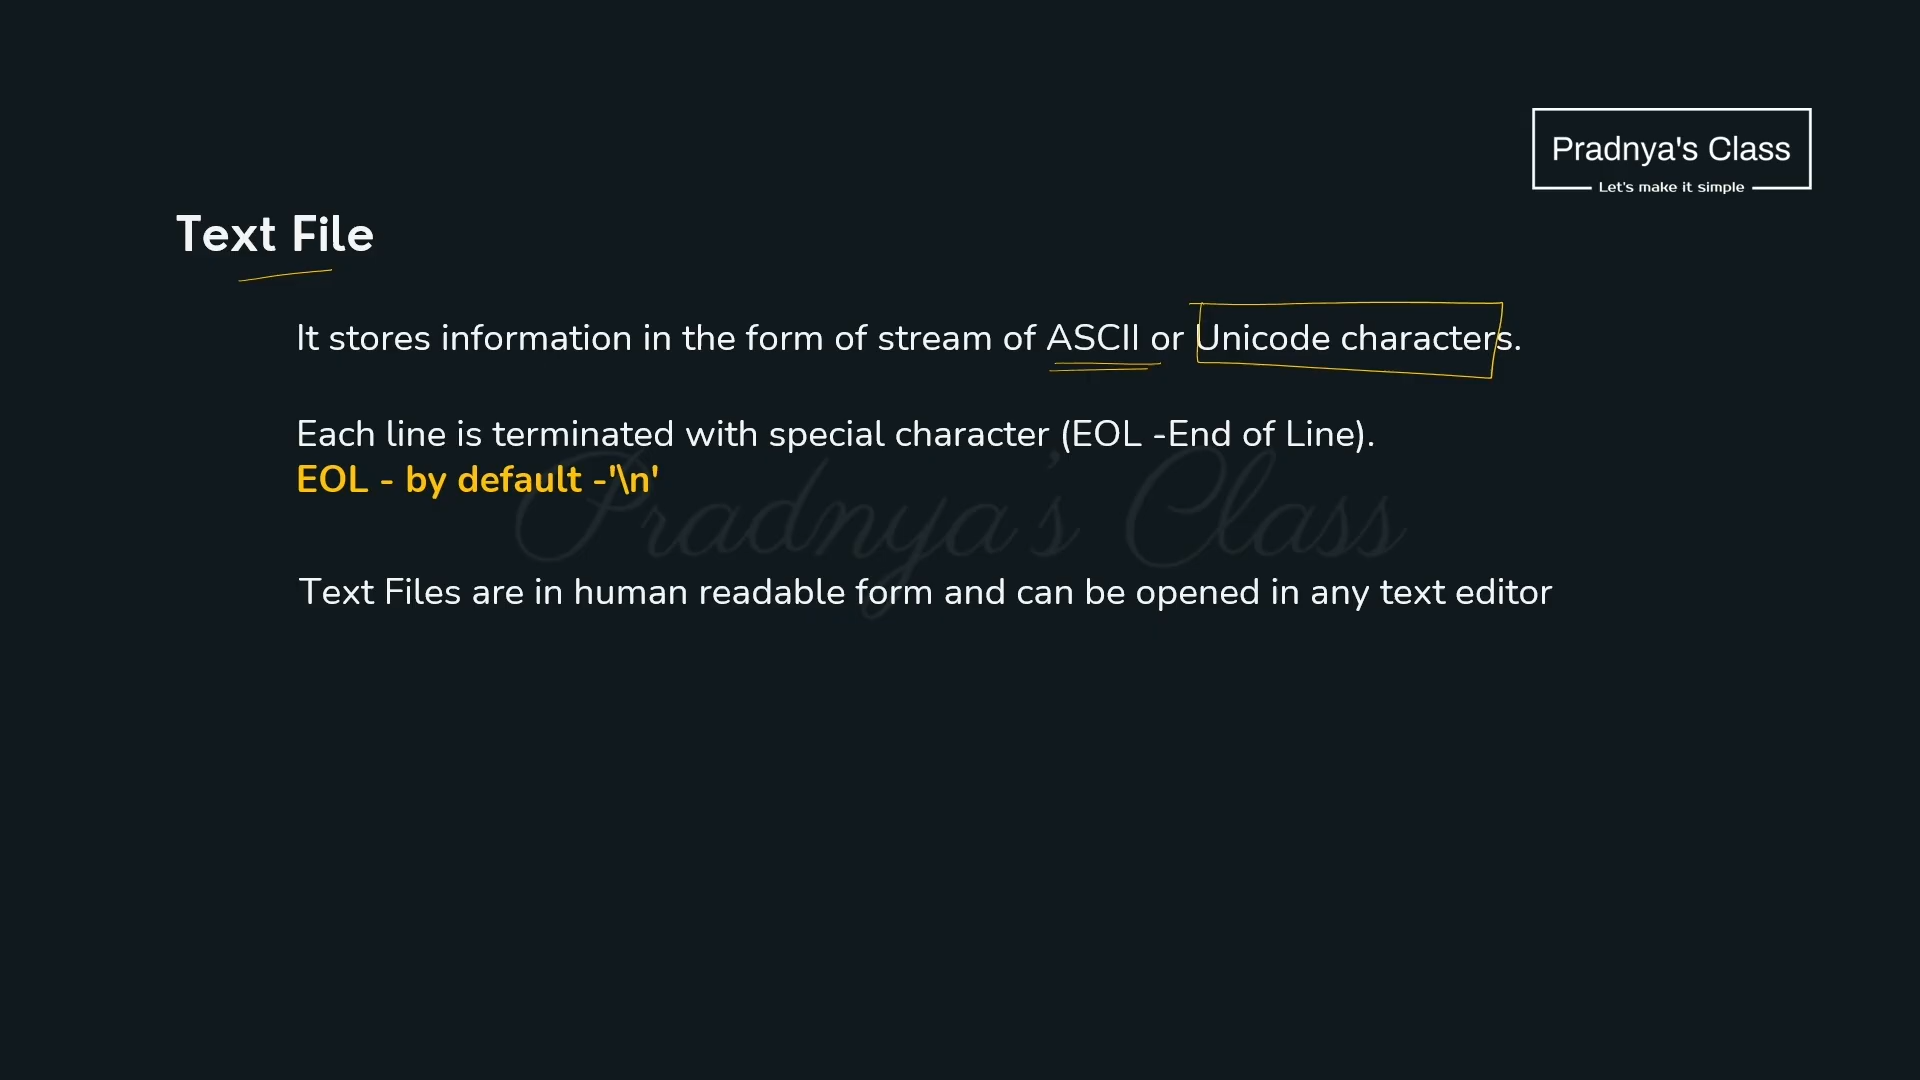 Pradnya's Class
Let's make it simple
Text File
It stores information in the form of stream of ASCII or Unicode characters.
Each line is terminated with special character (EOL -End of Line).
EOL - by default -'\n'
Pradnya's Class
Text Files are in human readable form and can be opened in any text editor